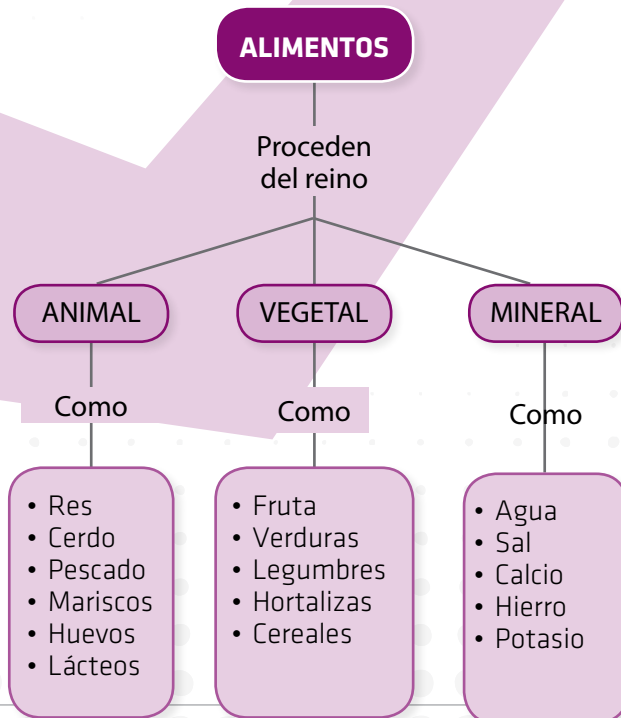 ALIMENTOS
Proceden
del reino
ANIMAL
VEGETAL
MINERAL
Como
Como
Como
• Res
• Cerdo
• Pescado
• Mariscos
• Huevos
• Lácteos
• Fruta
• Verduras
• Legumbres
• Hortalizas
• Cereales
• Agua
• Sal
• Calcio
• Hierro
• Potasio